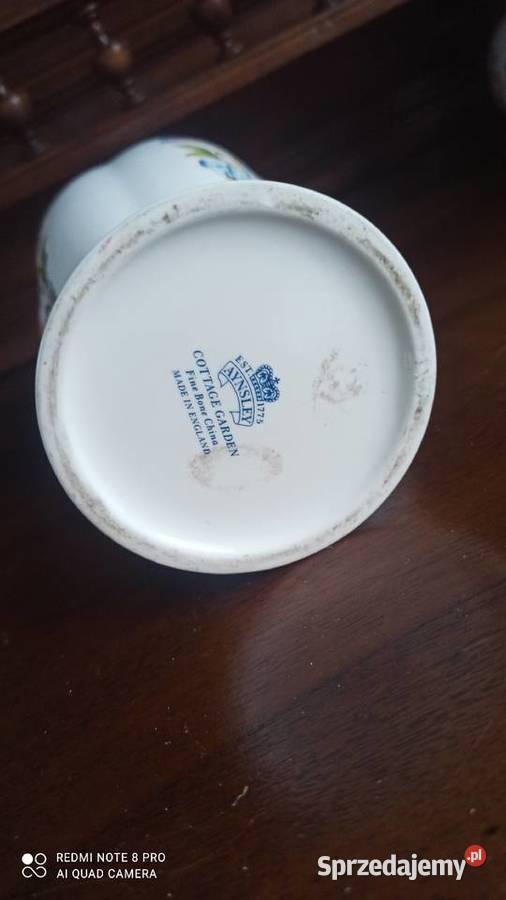 EST. 1775
AYNSLEY
COTTAGE GARDEN
Fine Bone China
MADE IN ENGLAND
REDMI NOTE 8 PRO
AI QUAD CAMERA
Sprzedajemy.pl